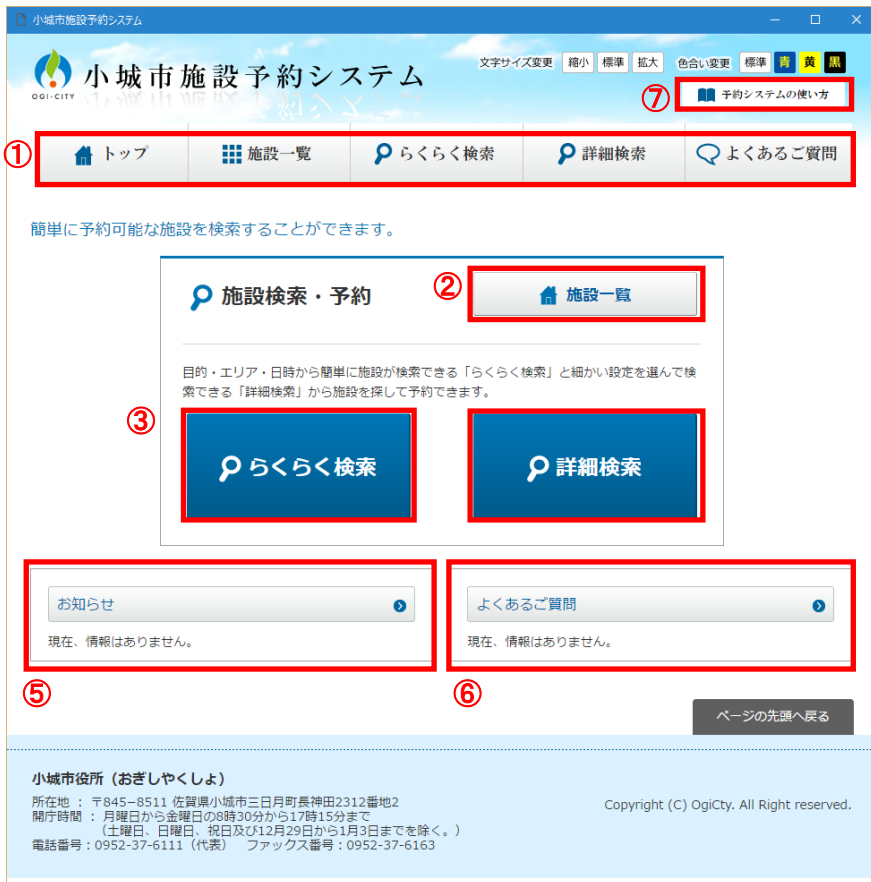 小城市施設予約システム
OGI-CITY
小城市施設予約システム
文字サイズ変更 縮小 標準 拡大 色合い変更 標準 青 黄 黒
⑦ 予約システムの使い方
① トップ 施設一覧 らくらく検索 詳細検索 よくあるご質問
簡単に予約可能な施設を検索することができます。
施設検索・予約 ② 施設一覧
目的・エリア・日時から簡単に施設が検索できる「らくらく検索」と細かい設定を選んで検
索できる「詳細検索」から施設を探して予約できます。
③
らくらく検索 詳細検索
お知らせ よくあるご質問
現在、情報はありません。 現在、情報はありません。
⑤ ⑥
ページの先頭へ戻る
小城市役所（おぎしやくしょ）
所在地 ： 〒845−8511 佐賀県小城市三日月町長神田2312番地2
開庁時間 ： 月曜日から金曜日の8時30分から17時15分まで
（土曜日、日曜日、祝日及び12月29日から1月3日までを除く。）
電話番号：0952-37-6111（代表） ファックス番号：0952-37-6163
Copyright (C) OgiCty. All Right reserved.